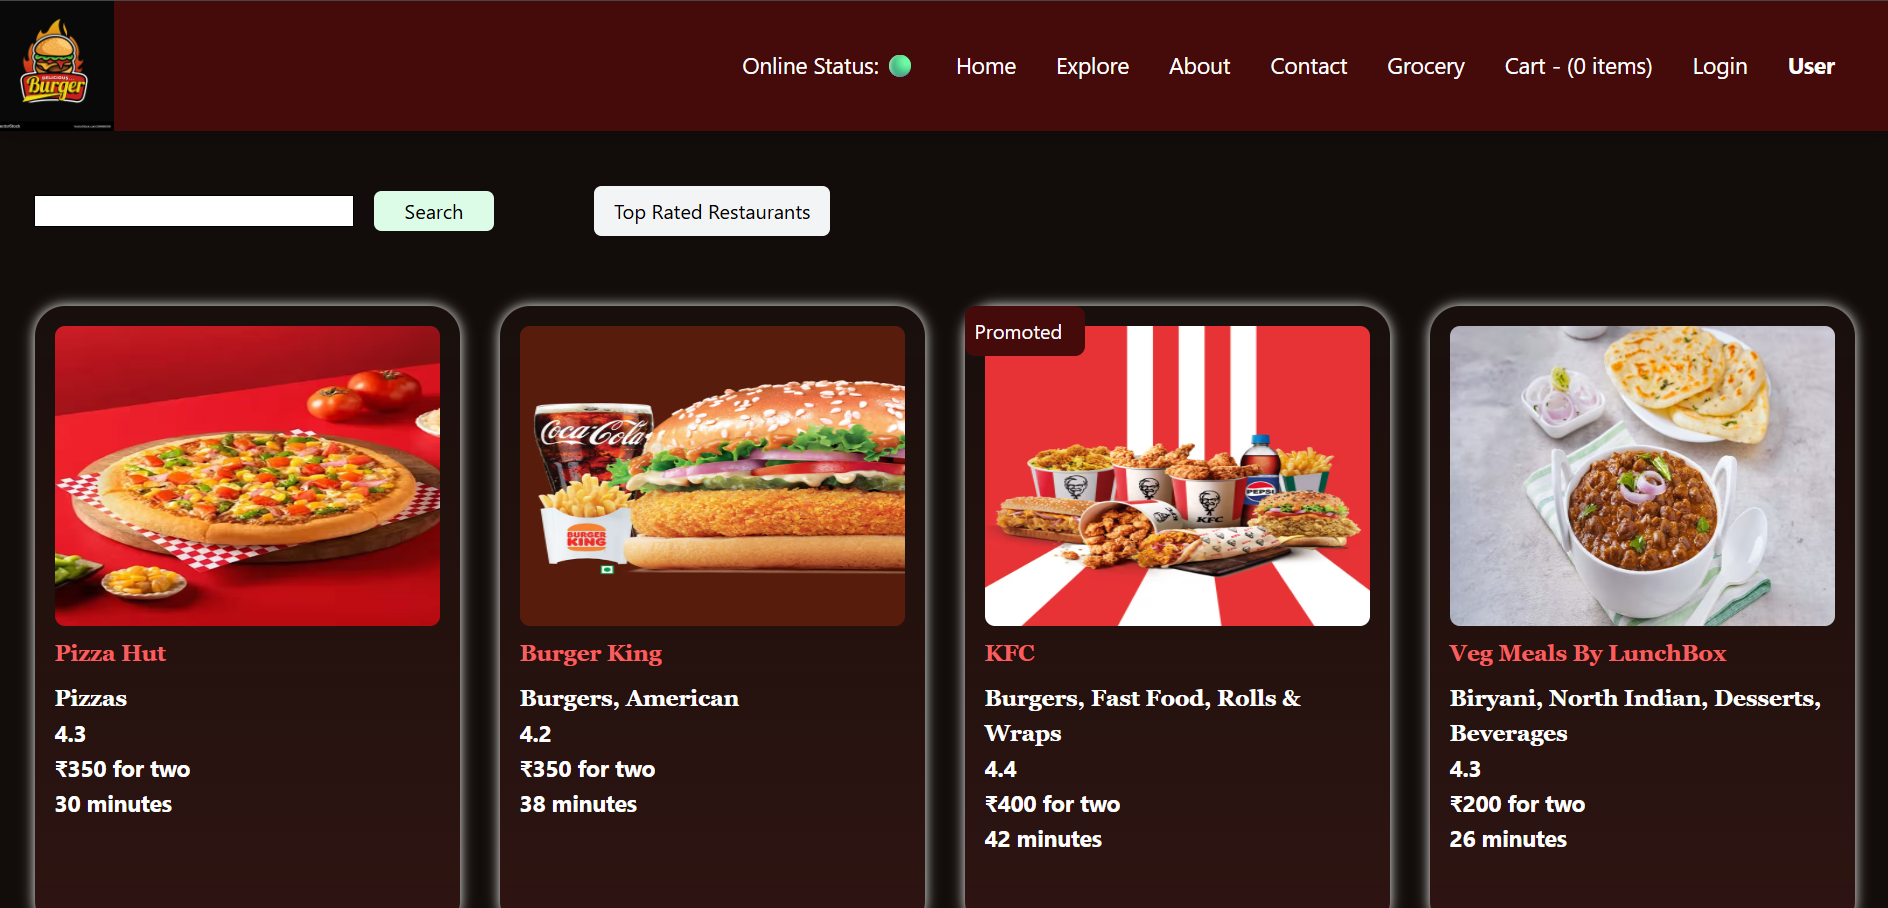 DELICIOUS
Burger
Online Status:
Home
Explore
About
Contact
Grocery
Cart - (0 items)
Login
User
Search
Top Rated Restaurants
Promoted
Coca-Cola
BURGER
KING
PEPSI
KFC
Pizza Hut
Pizzas
4.3
₹350 for two
30 minutes
Burger King
Burgers, American
4.2
₹350 for two
38 minutes
KFC
Burgers, Fast Food, Rolls &
Wraps
4.4
₹400 for two
42 minutes
Veg Meals By LunchBox
Biryani, North Indian, Desserts,
Beverages
4.3
₹200 for two
26 minutes